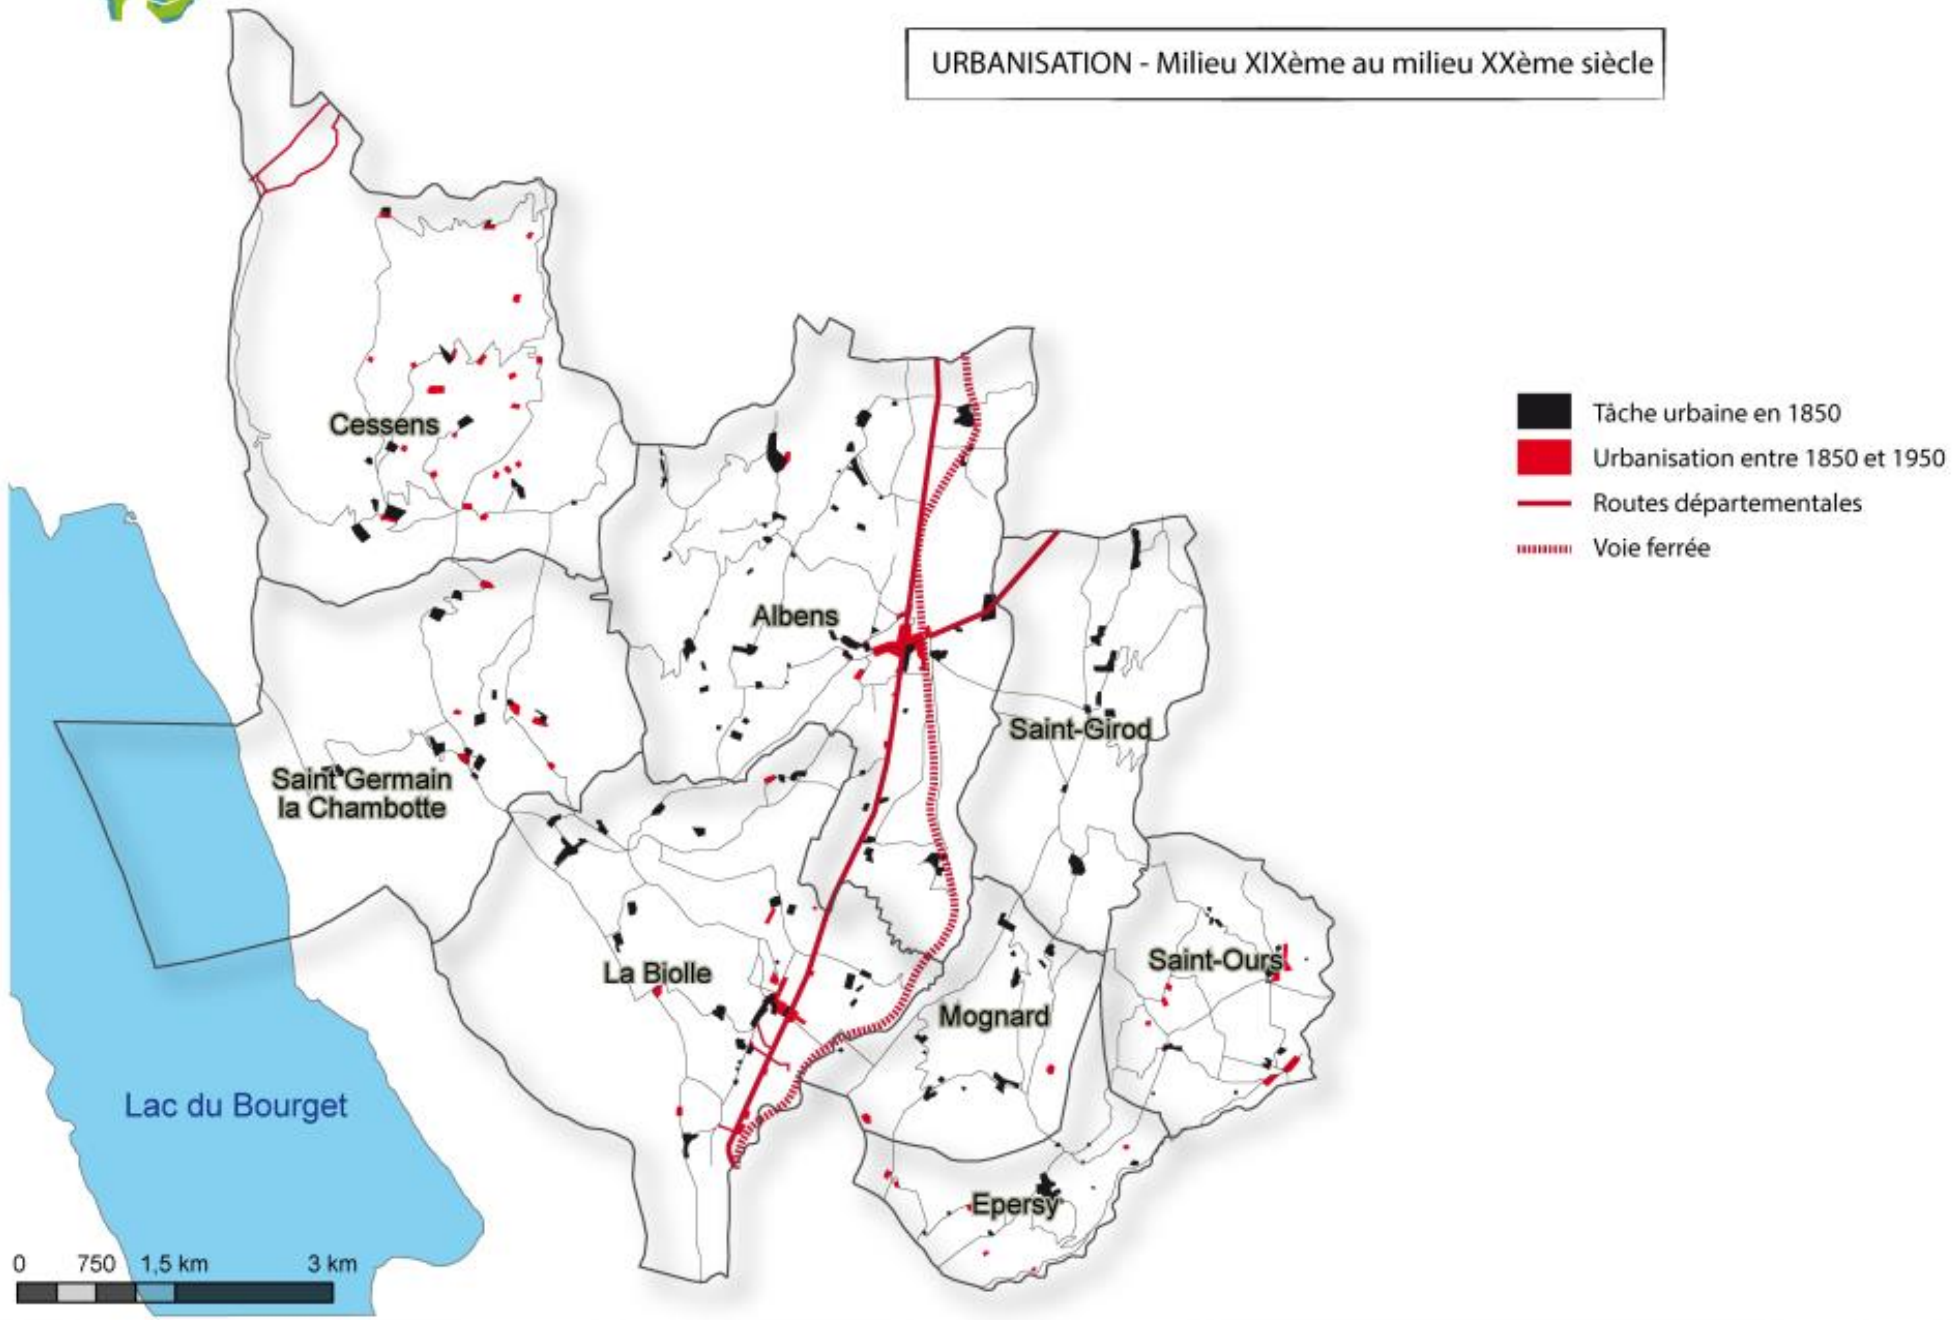 URBANISATION - Milieu XIXème au milieu XXème siècle
Cessens
Tâche urbaine en 1850
Urbanisation entre 1850 et 1950
Routes départementales
Voie ferrée
Albens
Saint-Girod
Saint Germain
la Chambotte
Saint-Ours
La Biolle
Mognard
Lac du Bourget
Epersy
0 750 1,5 km 3 km